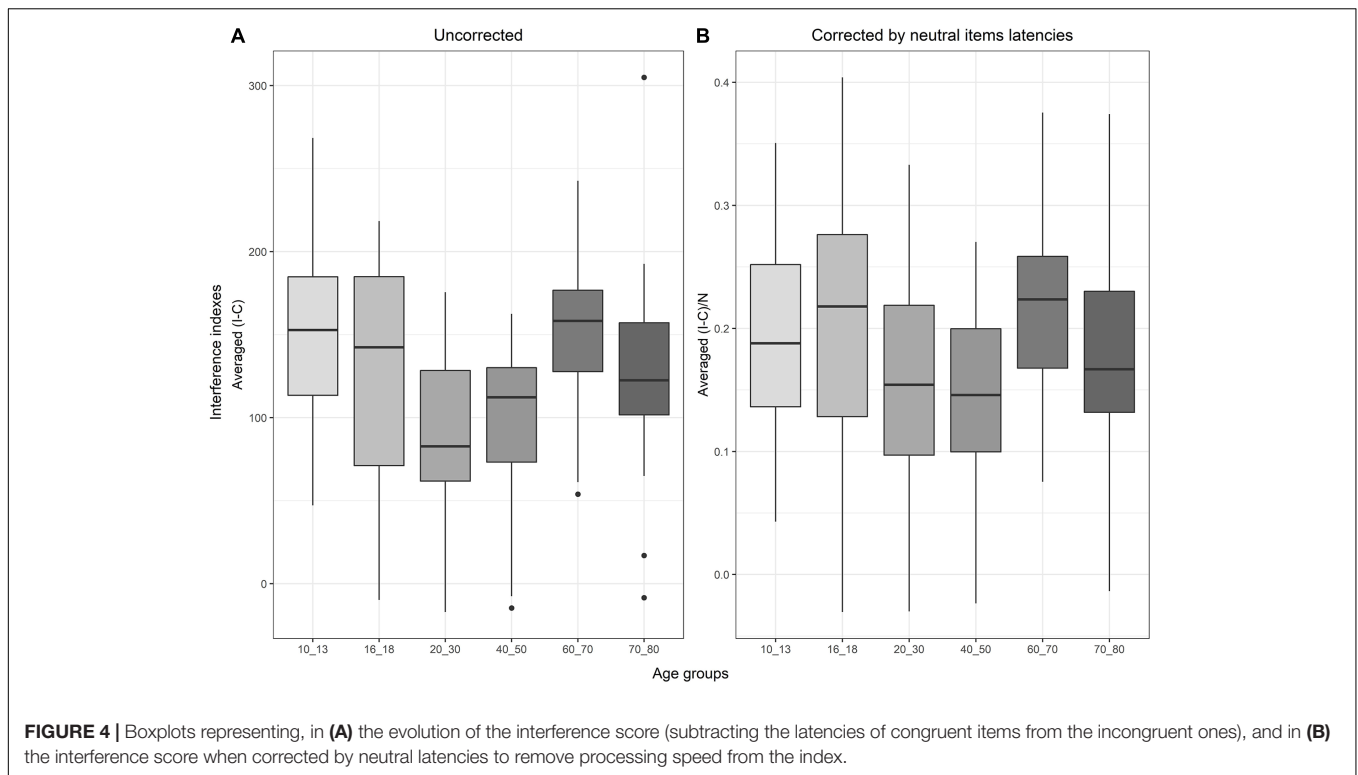 A Uncorrected
300
200
100
0
Interference indexes
Averaged (I-C)
10_13 16_18 20_30 40_50 60_70 70_80
B Corrected by neutral items latencies
0.4
0.3
0.2
0.1
0.0
Averaged (I-C)/N
10_13 16_18 20_30 40_50 60_70 70_80
Age groups
FIGURE 4 | Boxplots representing, in (A) the evolution of the interference score (subtracting the latencies of congruent items from the incongruent ones), and in (B)
the interference score when corrected by neutral latencies to remove processing speed from the index.